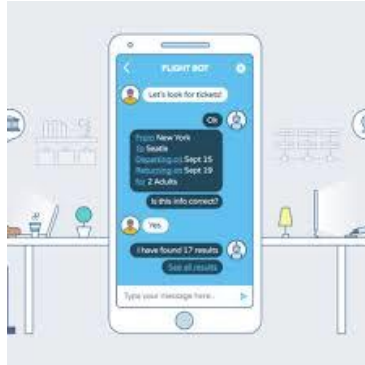 FLIGHT BOT
Let's look for tickets!
Ok
From New York
To Seatle
Departing on Sept 15
Returning on Sept 19
for 2 Adults
Is this info correct?
Yes
I have found 17 results
See all results
Type your message here..